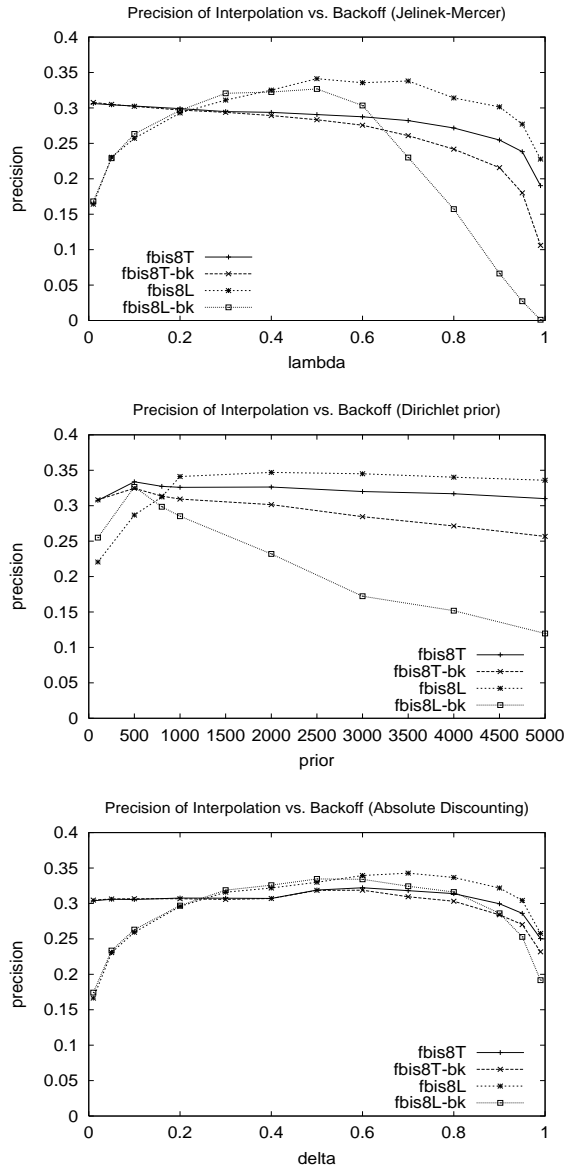 Precision of Interpolation vs. Backoff (Jelinek-Mercer)
0.4
0.35
0.3
0.25
0.2
0.15
0.1
0.05
0
precision
fbis8T
fbis8T-bk
fbis8L
fbis8L-bk
0 0.2 0.4 0.6 0.8 1
lambda
Precision of Interpolation vs. Backoff (Dirichlet prior)
0.4
0.35
0.3
0.25
0.2
0.15
0.1
0.05
0
precision
fbis8T
fbis8T-bk
fbis8L
fbis8L-bk
0 500 1000 1500 2000 2500 3000 3500 4000 4500 5000
prior
Precision of Interpolation vs. Backoff (Absolute Discounting)
0.4
0.35
0.3
0.25
0.2
0.15
0.1
0.05
0
precision
fbis8T
fbis8T-bk
fbis8L
fbis8L-bk
0 0.2 0.4 0.6 0.8 1
delta